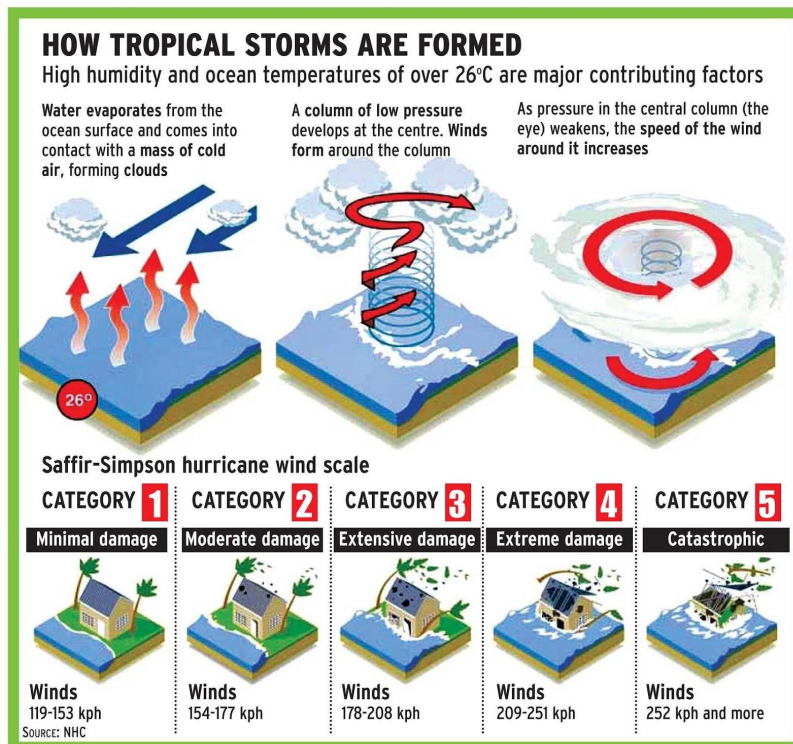 HOW TROPICAL STORMS ARE FORMED
High humidity and ocean temperatures of over 26ºC are major contributing factors
Water evaporates from the
ocean surface and comes into
contact with a mass of cold
air, forming clouds
A column of low pressure
develops at the centre. Winds
form around the column
As pressure in the central column (the
eye) weakens, the speed of the wind
around it increases
26º
Saffir-Simpson hurricane wind scale
CATEGORY 1
Minimal damage
Winds
119-153 kph
CATEGORY 2
Moderate damage
Winds
154-177 kph
CATEGORY 3
Extensive damage
Winds
178-208 kph
CATEGORY 4
Extreme damage
Winds
209-251 kph
CATEGORY 5
Catastrophic
Winds
252 kph and more
SOURCE: NHC